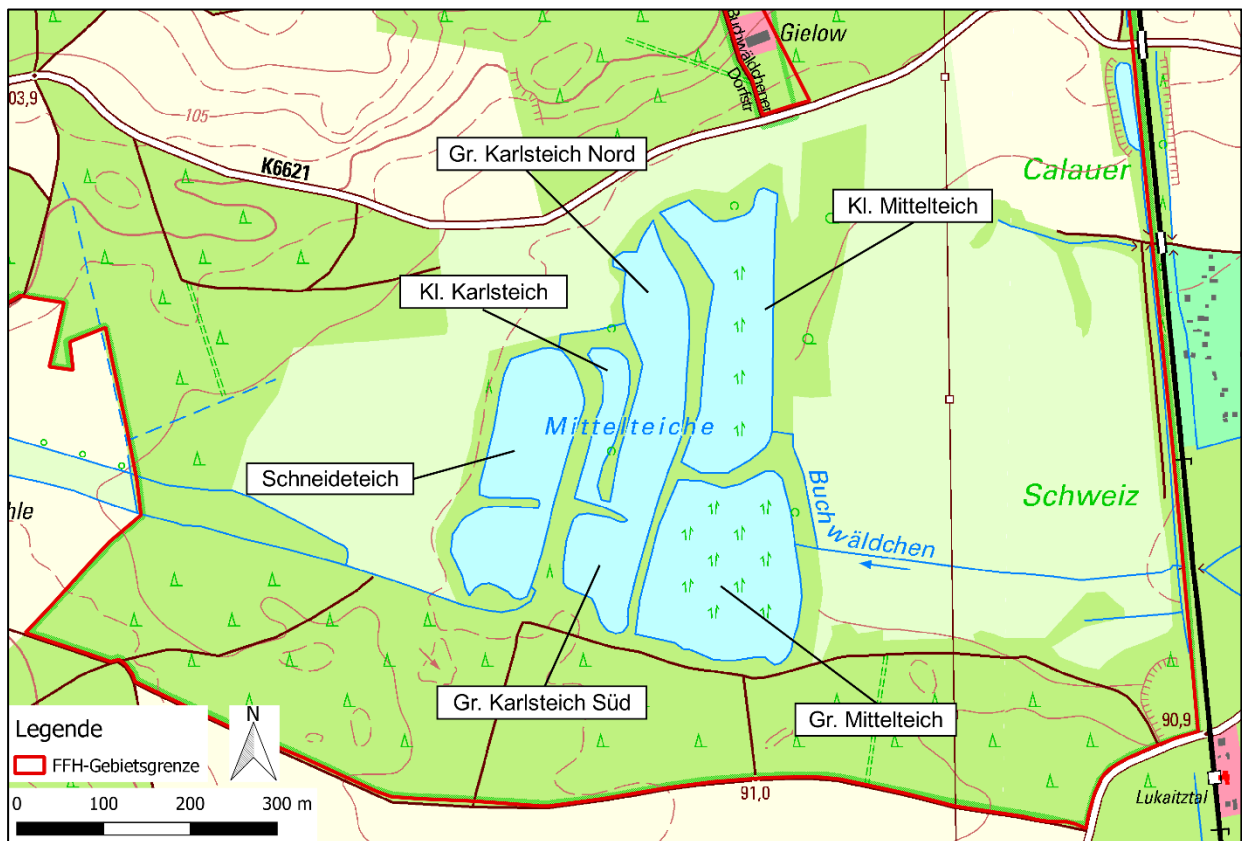 Gielow
Buchwäldchener
Dorfstr
03,9
105
K6621
Gr. Karlsteich Nord
Calauer
Kl. Mittelteich
Kl. Karlsteich
Mittelteiche
Schneideteich
Schweiz
Buchwäldchen
hle
Gr. Karlsteich Süd
Gr. Mittelteich
90,9
Legende
N
FFH-Gebietsgrenze
91,0
Lukaitztal
0 100 200 300 m